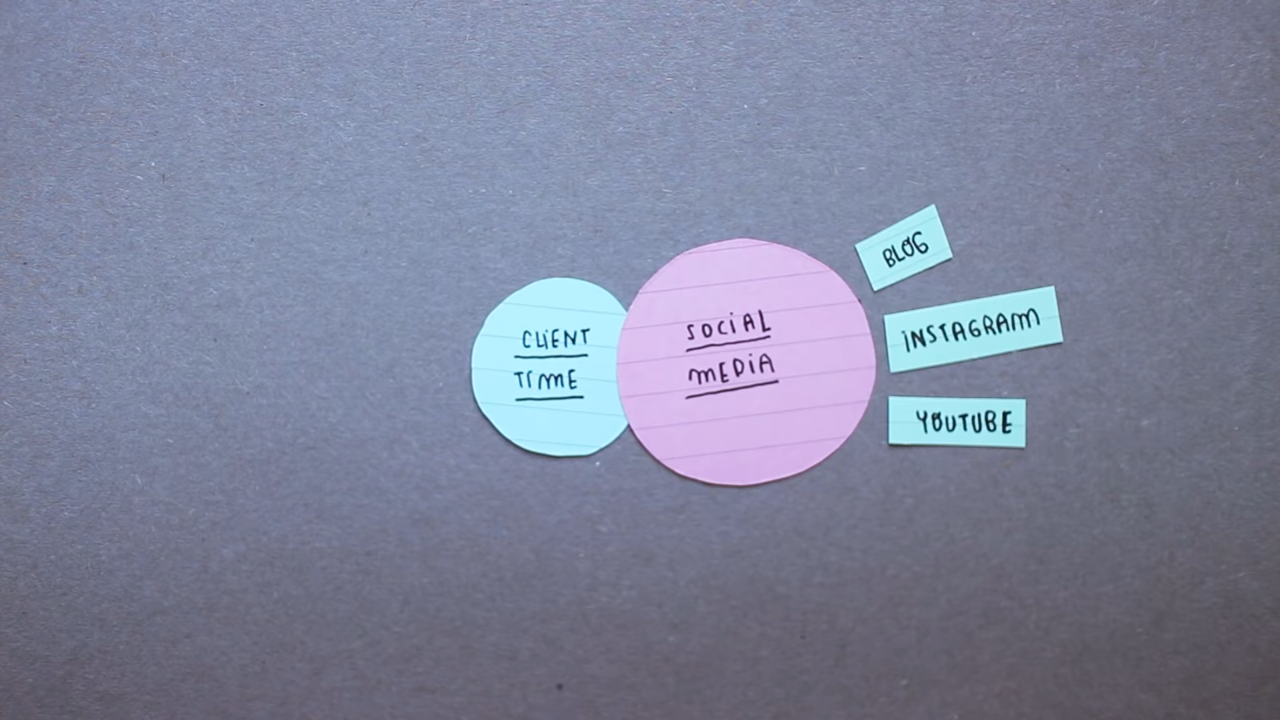 CLIENT
TIME
SOCIAL
MEDIA
BLOG
INSTAGRAM
YOUTUBE